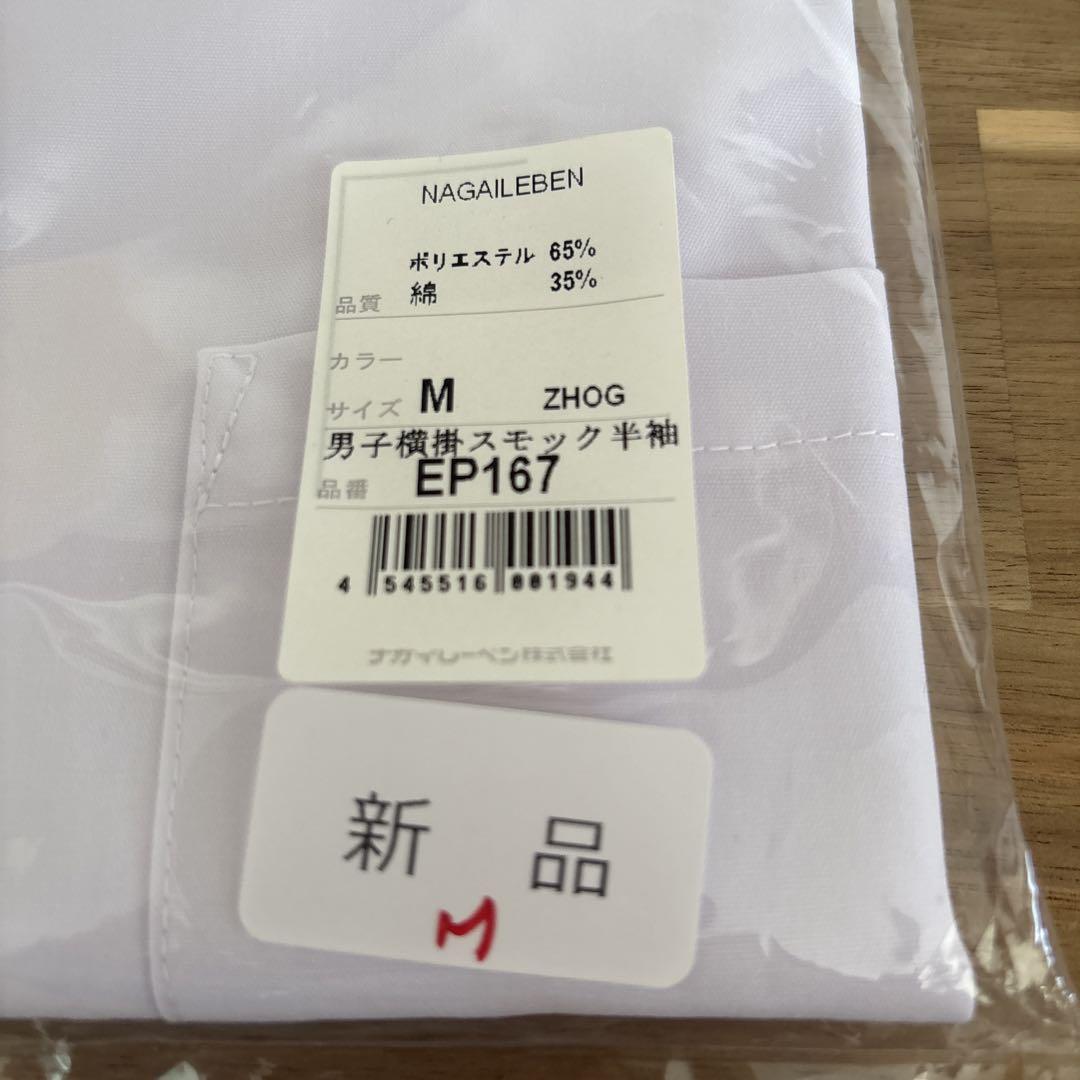 NAGAILEBEN
ポリエステル 65%
品質 綿 35%
カラー
サイズ M ZHOG
男子横掛スモック半袖
品番 EP167
4 545516 001944
ナガイレーベン株式会社
新 品
M